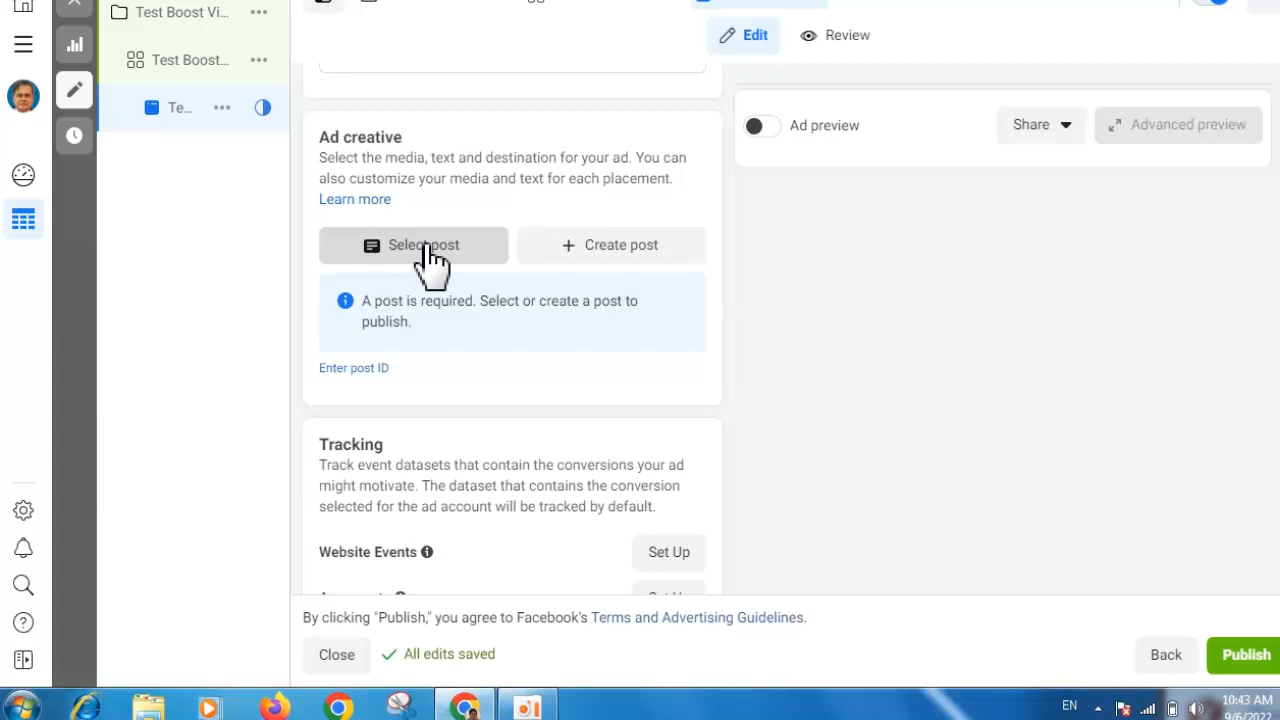 Test Boost Vi...
Edit
Review
Test Boost...
Te...
Ad preview
Share
Advanced preview
Ad creative
Select the media, text and destination for your ad. You can
also customize your media and text for each placement.
Learn more
Select post
Create post
A post is required. Select or create a post to
publish.
Enter post ID
Tracking
Track event datasets that contain the conversions your ad
might motivate. The dataset that contains the conversion
selected for the ad account will be tracked by default.
Website Events
Set Up
By clicking "Publish," you agree to Facebook's Terms and Advertising Guidelines.
Close
All edits saved
Back
Publish
EN
10:43 AM
9/6/2022